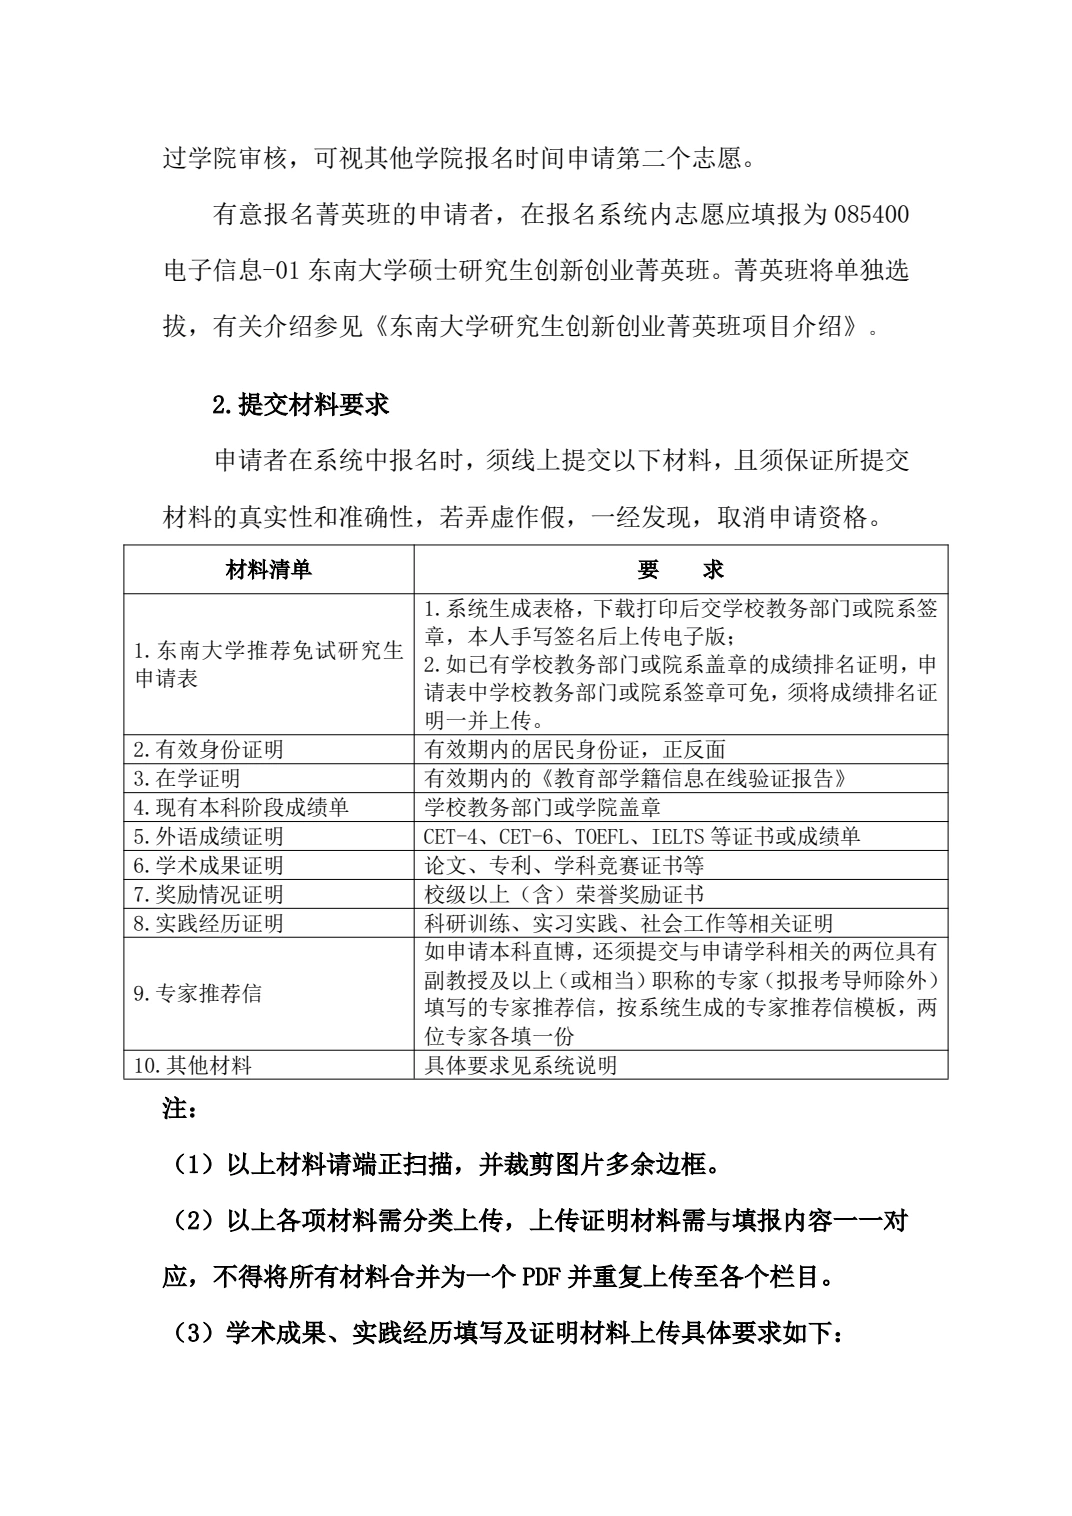 过学院审核，可视其他学院报名时间申请第二个志愿。
有意报名菁英班的申请者，在报名系统内志愿应填报为 085400
电子信息-01 东南大学硕士研究生创新创业菁英班。菁英班将单独选
拔，有关介绍参见《东南大学研究生创新创业菁英班项目介绍》。
2.提交材料要求
申请者在系统中报名时，须线上提交以下材料，且须保证所提交
材料的真实性和准确性，若弄虚作假，一经发现，取消申请资格。
材料清单 要 求
1.东南大学推荐免试研究生
申请表
1.系统生成表格，下载打印后交学校教务部门或院系签
章，本人手写签名后上传电子版；
2.如已有学校教务部门或院系盖章的成绩排名证明，申
请表中学校教务部门或院系签章可免，须将成绩排名证
明一并上传。
2.有效身份证明 有效期内的居民身份证，正反面
3.在学证明 有效期内的《教育部学籍信息在线验证报告》
4.现有本科阶段成绩单 学校教务部门或学院盖章
5.外语成绩证明 CET-4、CET-6、TOEFL、IELTS 等证书或成绩单
6.学术成果证明 论文、专利、学科竞赛证书等
7.奖励情况证明 校级以上（含）荣誉奖励证书
8.实践经历证明 科研训练、实习实践、社会工作等相关证明
9.专家推荐信
如申请本科直博，还须提交与申请学科相关的两位具有
副教授及以上（或相当）职称的专家（拟报考导师除外）
填写的专家推荐信，按系统生成的专家推荐信模板，两
位专家各填一份
10.其他材料 具体要求见系统说明
注：
（1）以上材料请端正扫描，并裁剪图片多余边框。
（2）以上各项材料需分类上传，上传证明材料需与填报内容一一对
应，不得将所有材料合并为一个 PDF 并重复上传至各个栏目。
（3）学术成果、实践经历填写及证明材料上传具体要求如下：